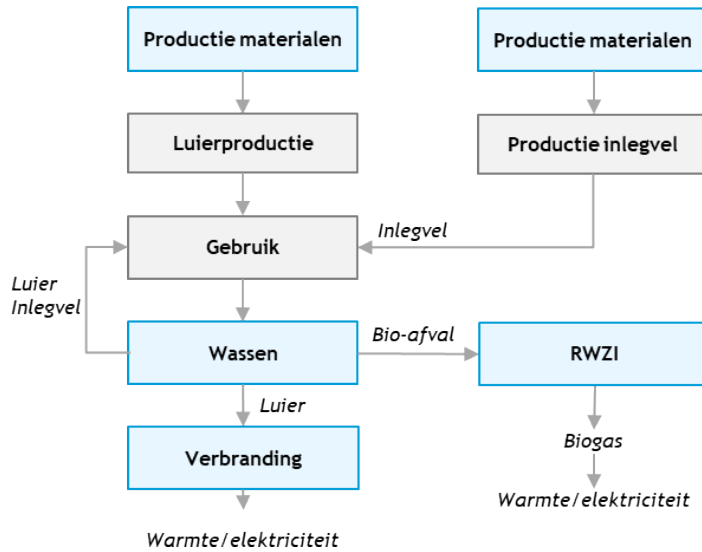 Productie materialen
Productie materialen
Luierproductie
Productie inlegvel
Inlegvel
Gebruik
Luier
Inlegvel
Bio-afval
Wassen
RWZI
Luier
Biogas
Verbranding
Warmte/elektriciteit
Warmte/elektriciteit